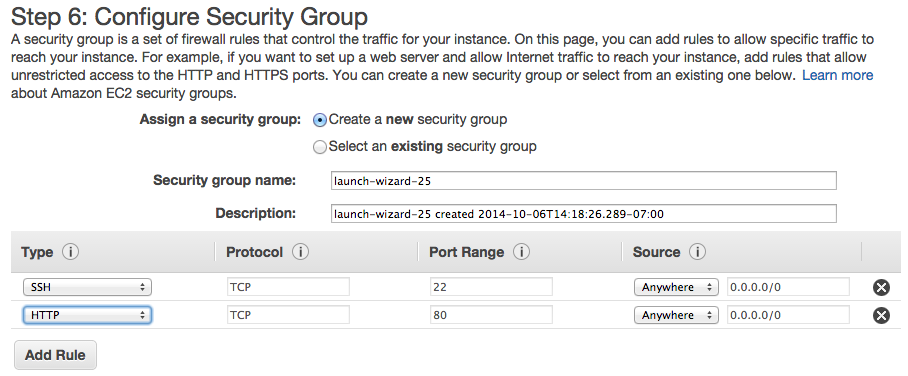 Step 6: Configure Security Group
A security group is a set of firewall rules that control the traffic for your instance. On this page, you can add rules to allow specific traffic to
reach your instance. For example, if you want to set up a web server and allow Internet traffic to reach your instance, add rules that allow
unrestricted access to the HTTP and HTTPS ports. You can create a new security group or select from an existing one below. Learn more
about Amazon EC2 security groups.
Assign a security group: Create a new security group
Select an existing security group
Security group name: launch-wizard-25
Description: launch-wizard-25 created 2014-10-06T14:18:26.289-07:00
Type i Protocol i Port Range i Source i
SSH TCP 22 Anywhere 0.0.0.0/0
HTTP TCP 80 Anywhere 0.0.0.0/0
Add Rule